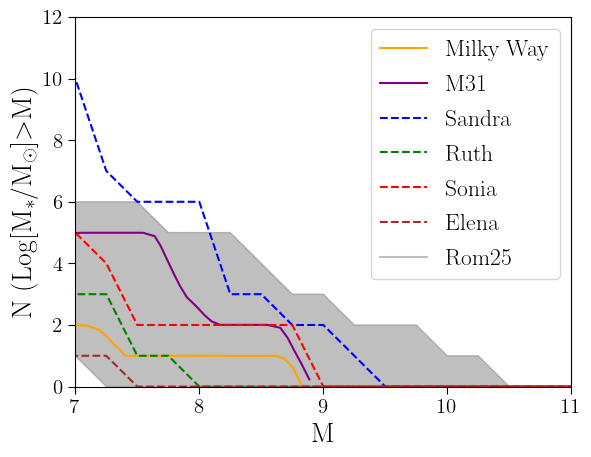 12
10
8
6
4
2
0
N (Log[M*/M⊙]>M)
7
8
9
10
11
M
Milky Way
M31
Sandra
Ruth
Sonia
Elena
Rom25